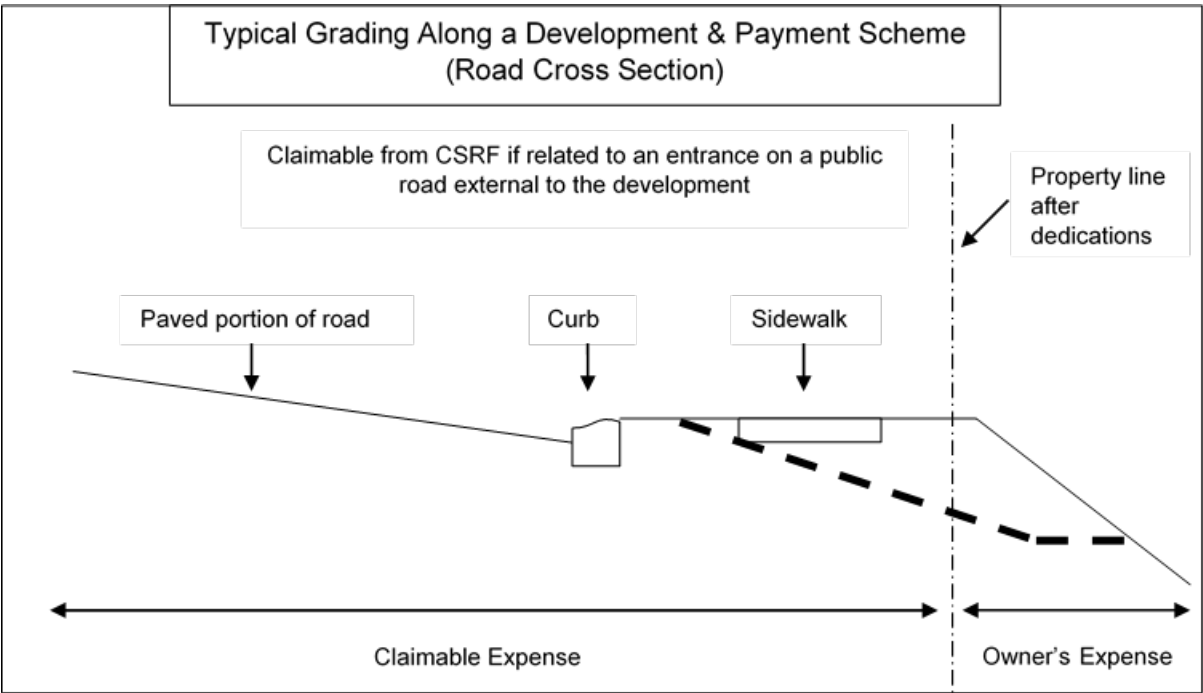 Typical Grading Along a Development & Payment Scheme
(Road Cross Section)
Claimable from CSRF if related to an entrance on a public
road external to the development
Property line
after
dedications
Paved portion of road
Curb
Sidewalk
Claimable Expense
Owner's Expense